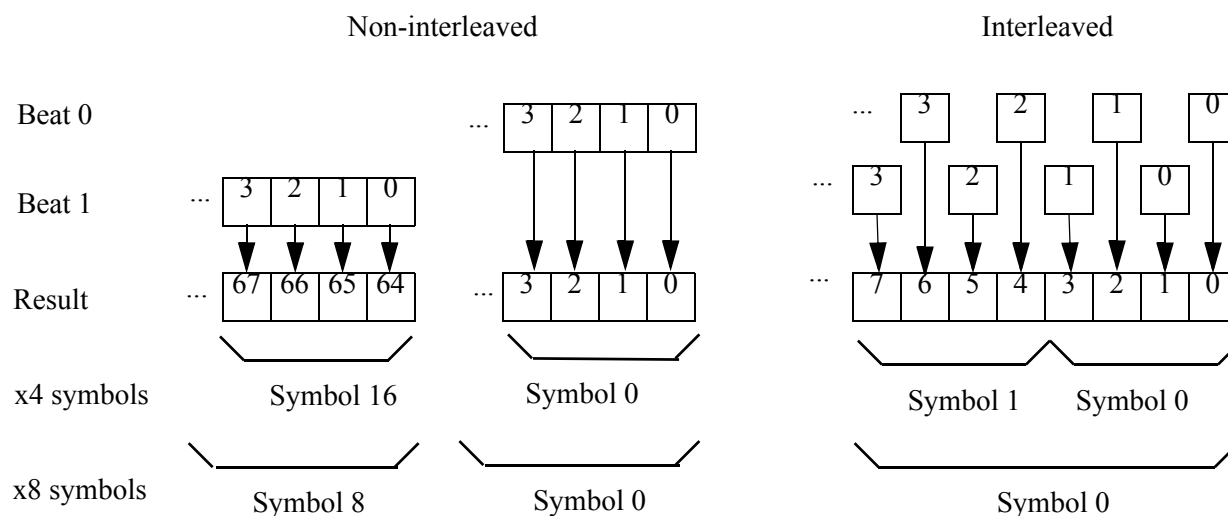 Non-interleaved Interleaved
Beat 0 ... 3 2 1 0 ... 3 2 1 0
Beat 1 ... 3 2 1 0 ... 3 2 1 0
Result ... 67 66 65 64 ... 3 2 1 0 ... 7 6 5 4 3 2 1 0
x4 symbols Symbol 16 Symbol 0 Symbol 1 Symbol 0
x8 symbols Symbol 8 Symbol 0 Symbol 0